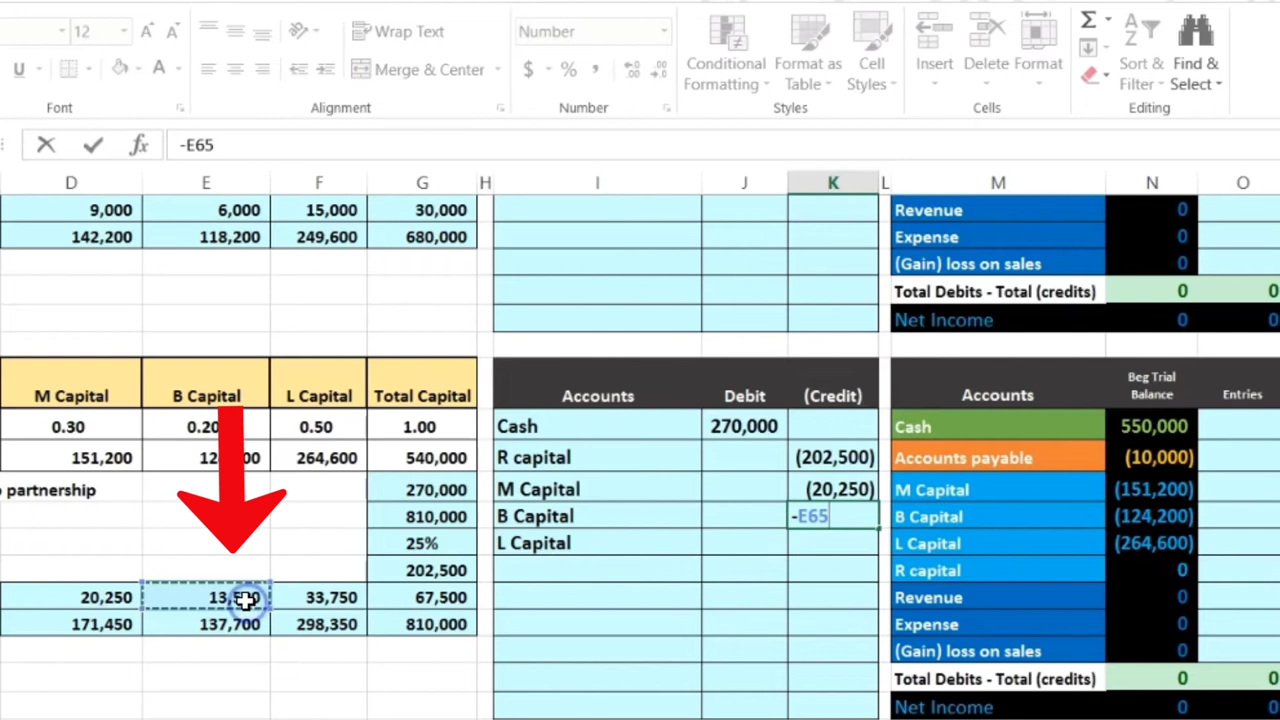 12 A A Wrap Text Number Σ A Z
U A Merge & Center $ % , .00 Conditional Formatting Format as Table Cell Styles Insert Delete Format Sort & Filter Find & Select
Font Alignment Number Styles Cells Editing
fx -E65
D E F G H I J K L M N O
9,000 6,000 15,000 30,000 Revenue 0
142,200 118,200 249,600 680,000 Expense 0
(Gain) loss on sales 0
Total Debits - Total (credits) 0 0
Net Income 0 0
M Capital B Capital L Capital Total Capital Accounts Debit (Credit) Accounts Beg Trial Balance Entries
0.30 0.20 0.50 1.00 Cash 270,000 Cash 550,000
151,200 264,600 540,000 R capital (202,500) Accounts payable (10,000)
partnership 270,000 M Capital (20,250) M Capital (151,200)
810,000 B Capital -E65 B Capital (124,200)
25% L Capital L Capital (264,600)
202,500 R capital 0
20,250 33,750 67,500 Revenue 0
171,450 137,700 298,350 810,000 Expense 0
(Gain) loss on sales 0
Total Debits - Total (credits) 0 0
Net Income 0 0